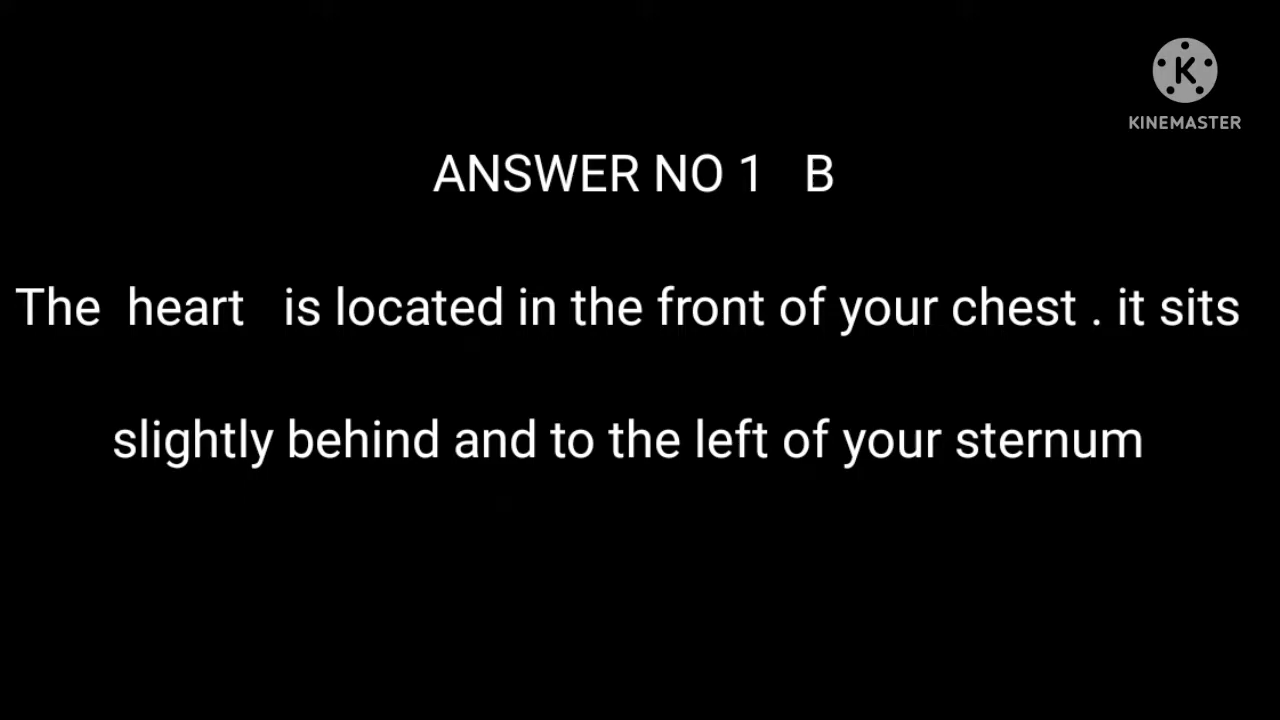 K
KINEMASTER
ANSWER NO 1 B
The heart is located in the front of your chest . it sits
slightly behind and to the left of your sternum